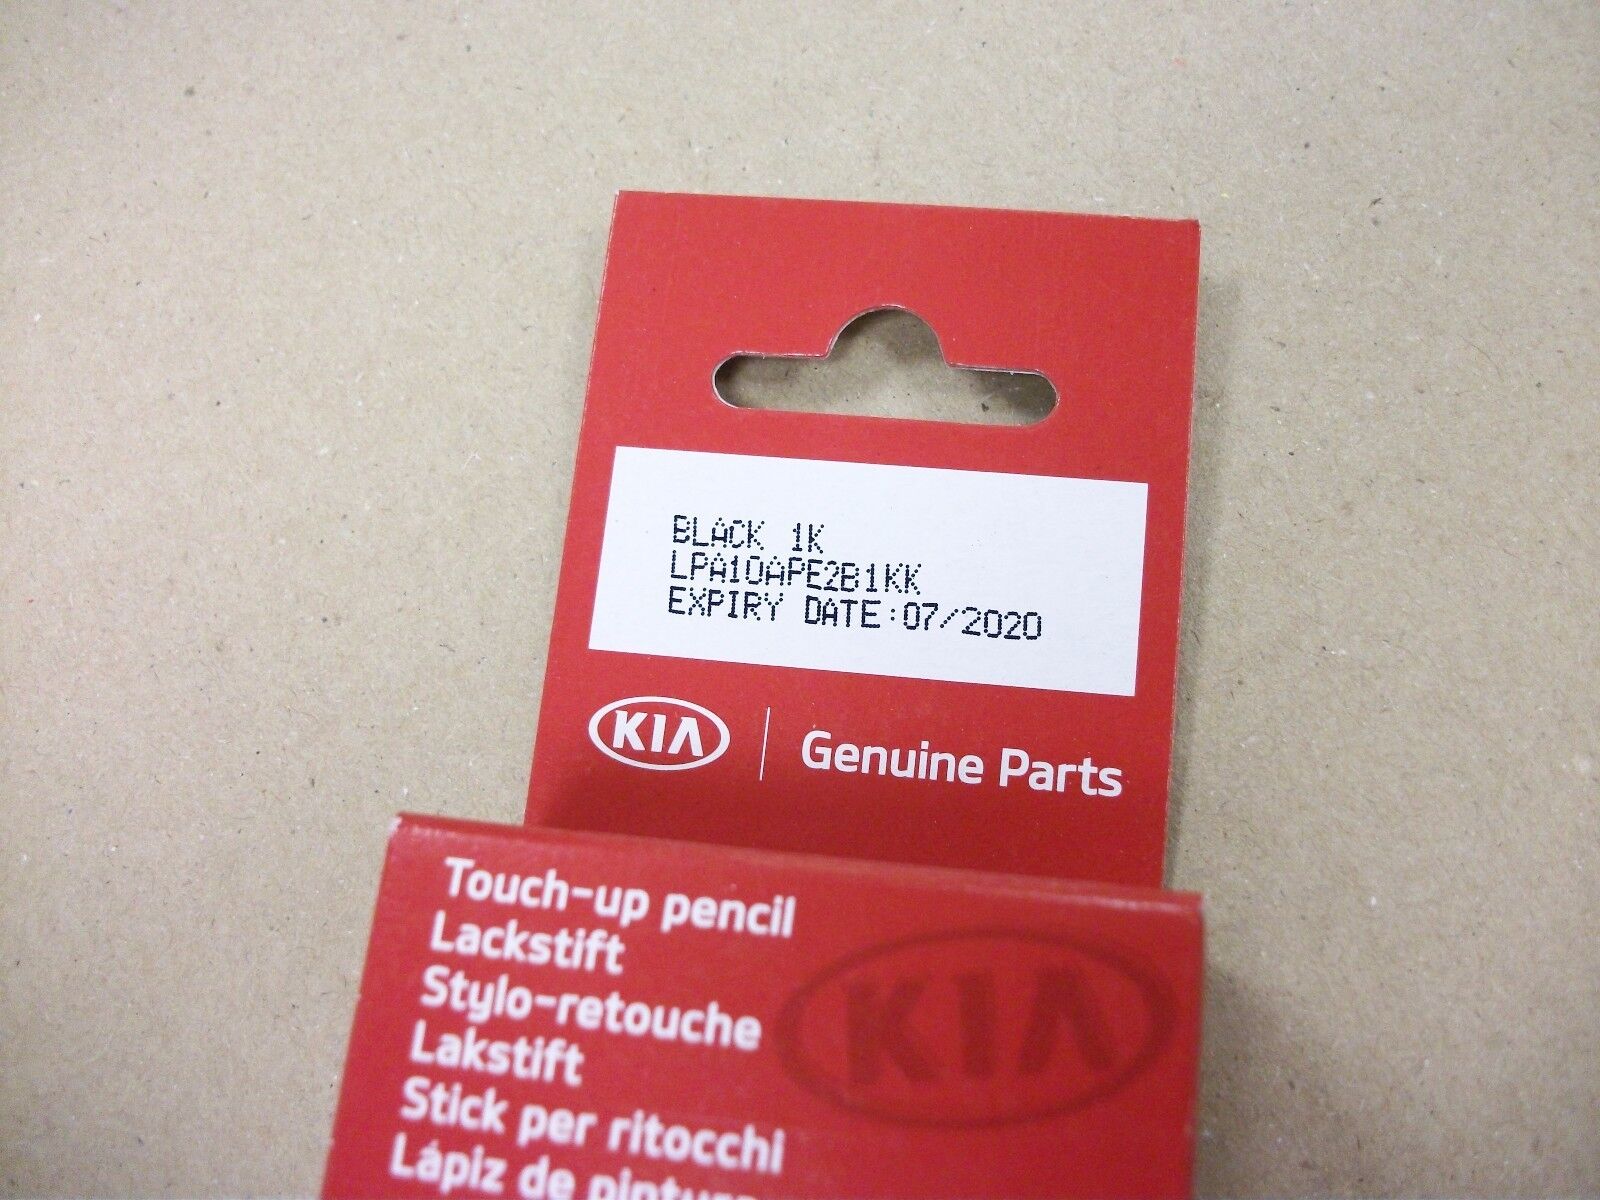 BLACK 1K
LPA10APE2B1KK
EXPIRY DATE:07/2020
KIA Genuine Parts
Touch-up pencil
Lackstift
Stylo-retouche
KIA
Lakstift
Stick per ritocchi
Lápiz de pintura